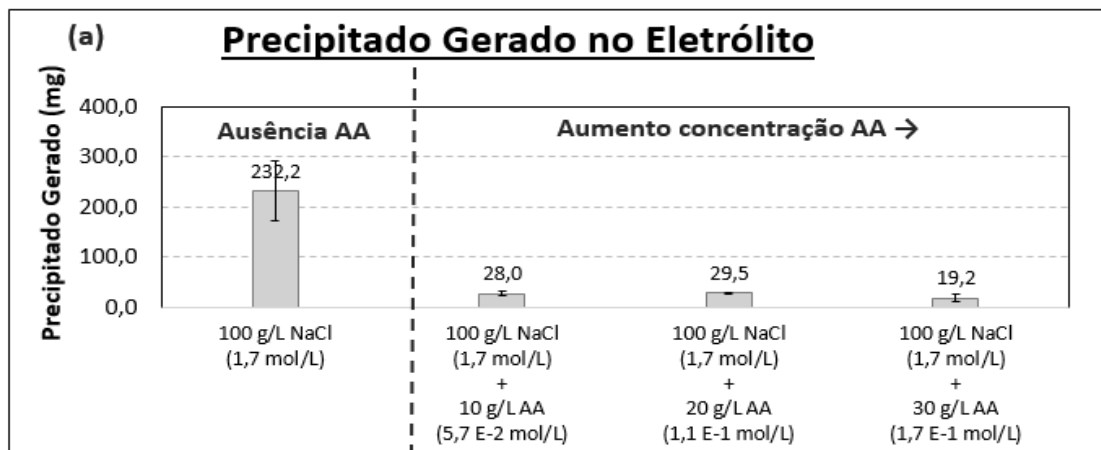 (a)
Precipitado Gerado no Eletrólito
Precipitado Gerado (mg)
400,0
300,0
200,0
100,0
0,0
Ausência AA
Aumento concentração AA →
232,2
28,0
29,5
19,2
100 g/L NaCl
(1,7 mol/L)
100 g/L NaCl
(1,7 mol/L)
+
10 g/L AA
(5,7 E-2 mol/L)
100 g/L NaCl
(1,7 mol/L)
+
20 g/L AA
(1,1 E-1 mol/L)
100 g/L NaCl
(1,7 mol/L)
+
30 g/L AA
(1,7 E-1 mol/L)